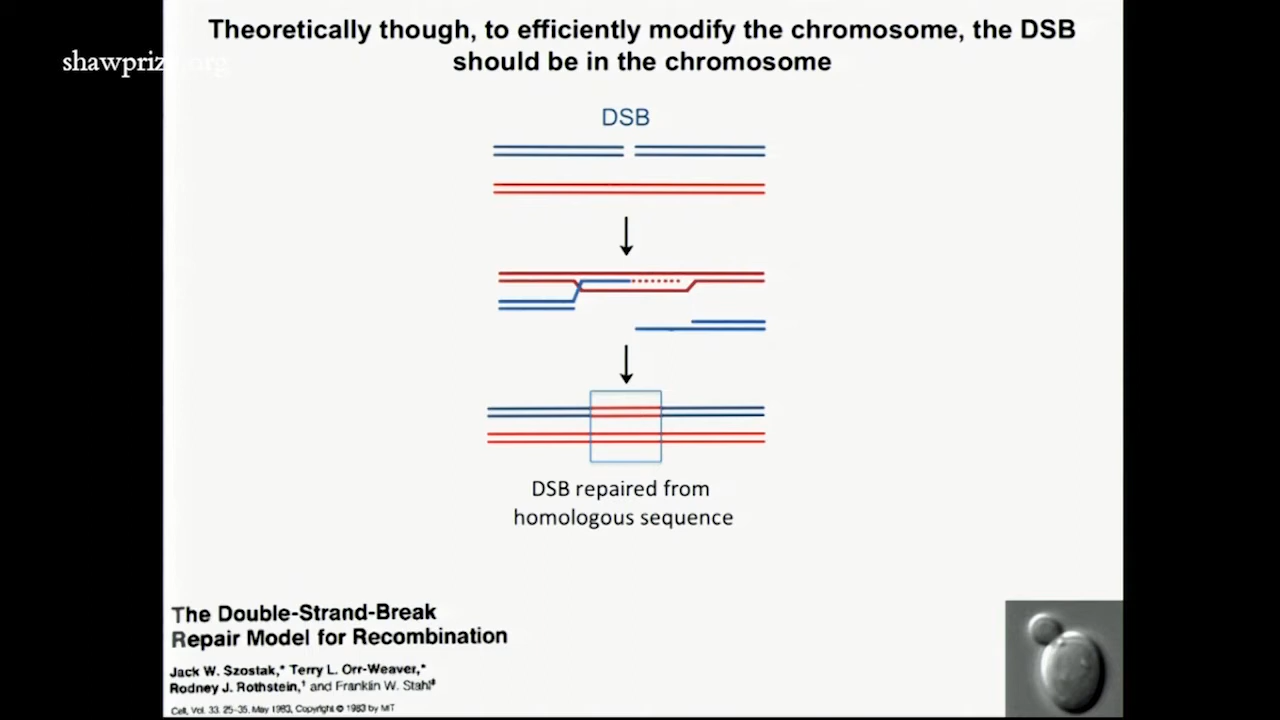 Theoretically though, to efficiently modify the chromosome, the DSB
should be in the chromosome
shawprize.org
DSB
DSB repaired from
homologous sequence
The Double-Strand-Break
Repair Model for Recombination
Jack W. Szostak,* Terry L. Orr-Weaver,*
Rodney J. Rothstein,† and Franklin W. Stahl‡
Cell, Vol. 33, 25-35, May 1983, Copyright © 1983 by MIT